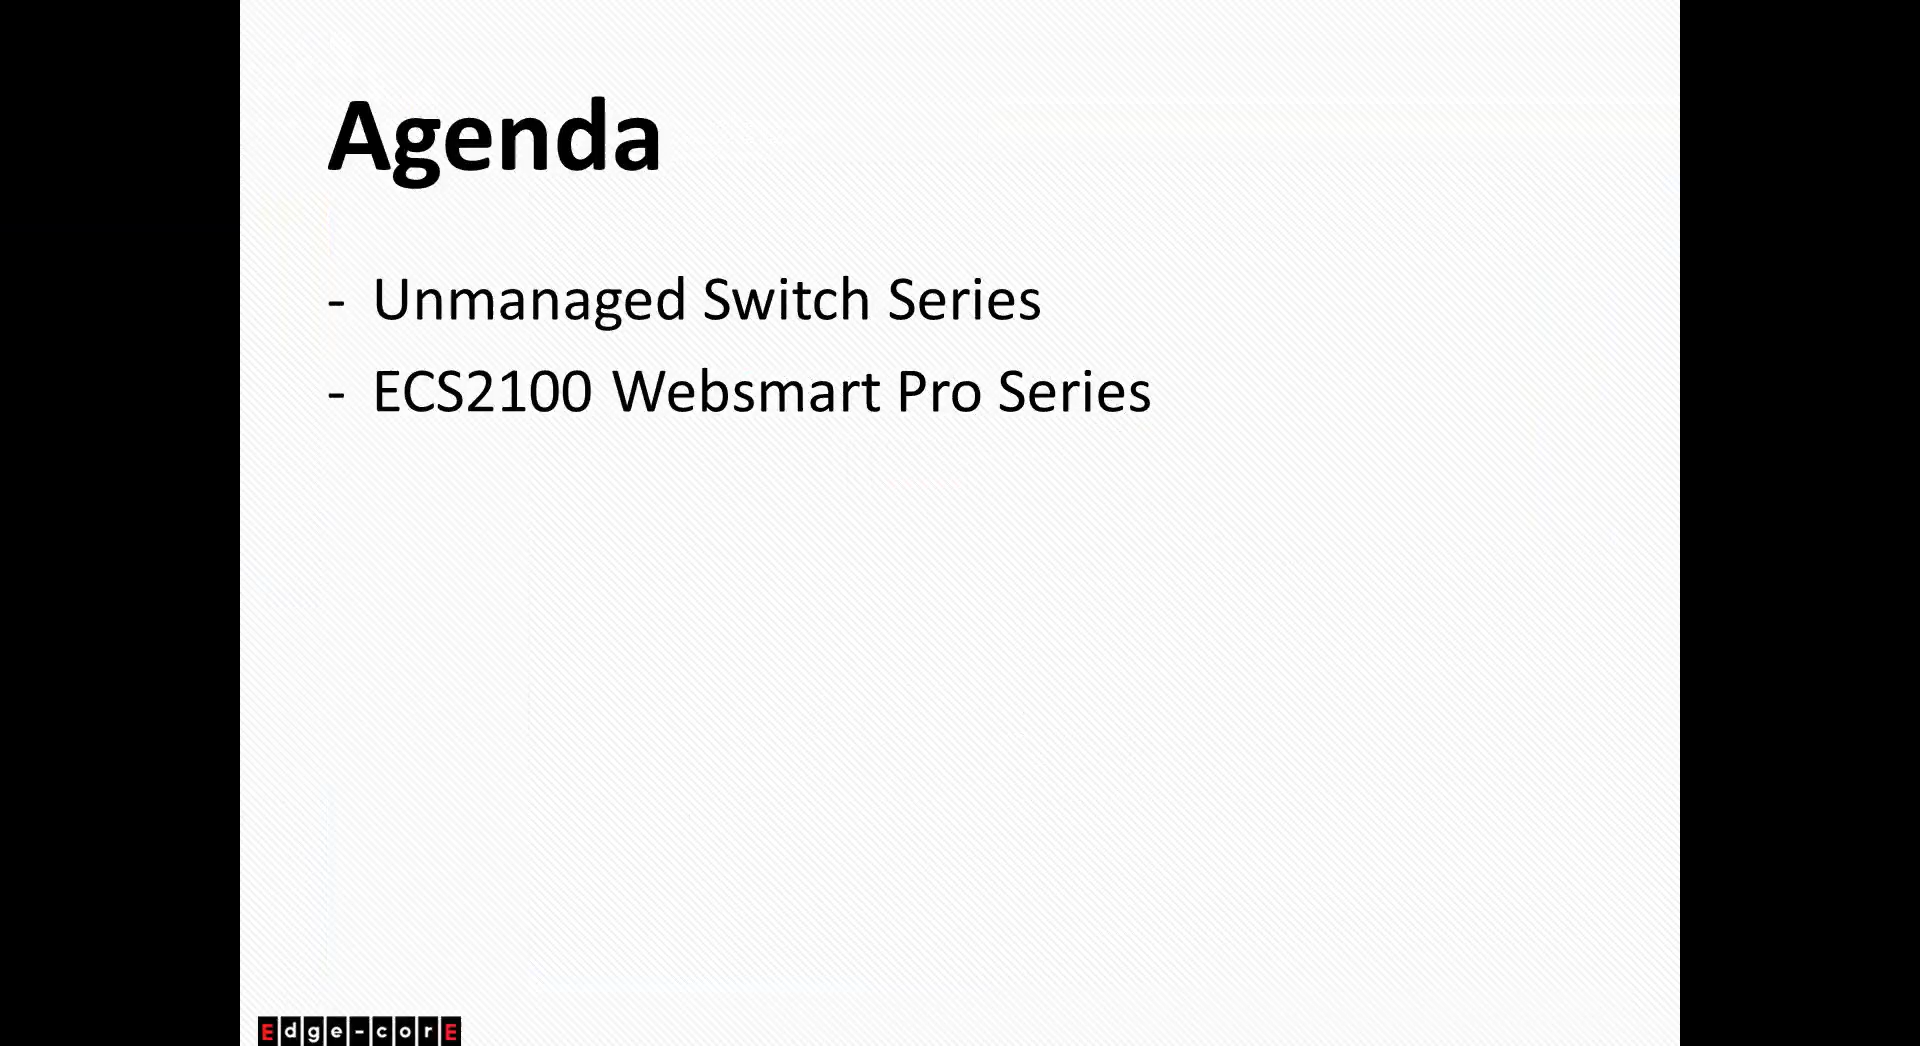 Agenda
- Unmanaged Switch Series
- ECS2100 Websmart Pro Series
Edge-corE